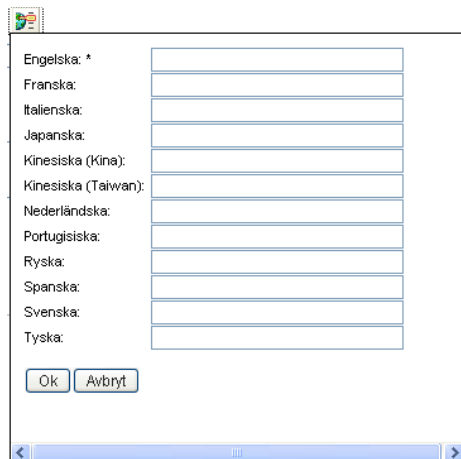 Engelska: *
Franska:
Italienska:
Japanska:
Kinesiska (Kina):
Kinesiska (Taiwan):
Nederländska:
Portugisiska:
Ryska:
Spanska:
Svenska:
Tyska:
Ok Avbryt